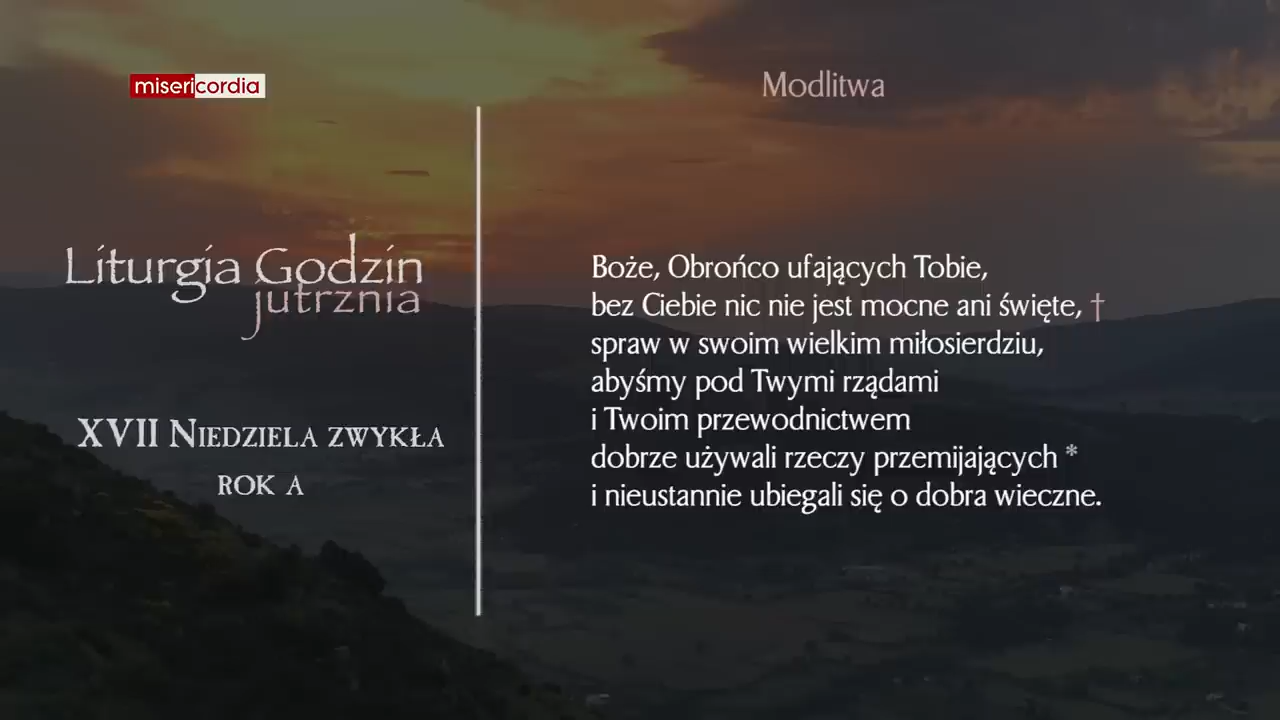 misericordia
Modlitwa
Liturgia Godzin
jutrznia
XVII Niedziela zwykła
rok A
Boże, Obrońco ufających Tobie,
bez Ciebie nic nie jest mocne ani święte, †
spraw w swoim wielkim miłosierdziu,
abyśmy pod Twymi rządami
i Twoim przewodnictwem
dobrze używali rzeczy przemijających *
i nieustannie ubiegali się o dobra wieczne.